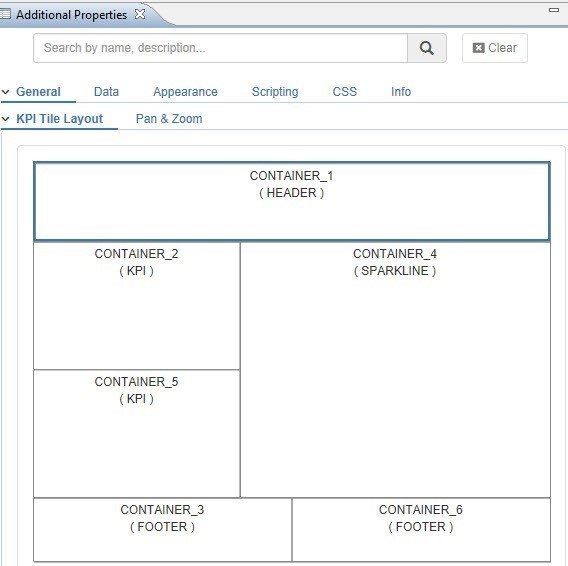 Additional Properties
Search by name, description...
Clear
General Data Appearance Scripting CSS Info
KPI Tile Layout Pan & Zoom
CONTAINER_1
( HEADER )
CONTAINER_2
( KPI )
CONTAINER_4
( SPARKLINE )
CONTAINER_5
( KPI )
CONTAINER_3
( FOOTER )
CONTAINER_6
( FOOTER )